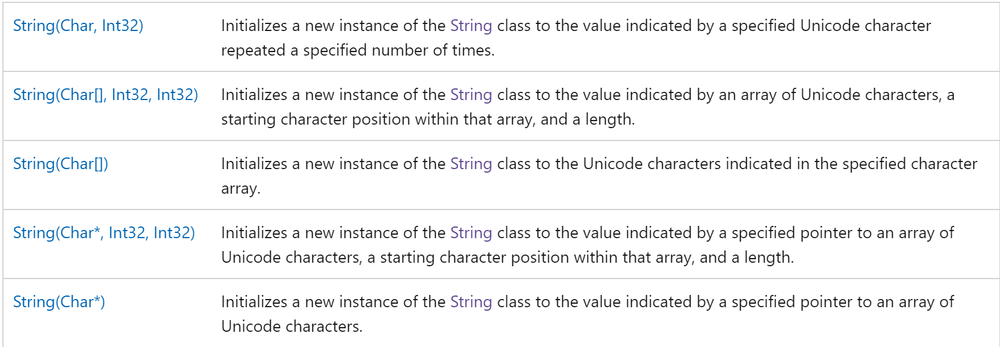 String(Char, Int32) Initializes a new instance of the String class to the value indicated by a specified Unicode character
repeated a specified number of times.
String(Char[], Int32, Int32) Initializes a new instance of the String class to the value indicated by an array of Unicode characters, a
starting character position within that array, and a length.
String(Char[]) Initializes a new instance of the String class to the Unicode characters indicated in the specified character
array.
String(Char*, Int32, Int32) Initializes a new instance of the String class to the value indicated by a specified pointer to an array of
Unicode characters, a starting character position within that array, and a length.
String(Char*) Initializes a new instance of the String class to the value indicated by a specified pointer to an array of
Unicode characters.